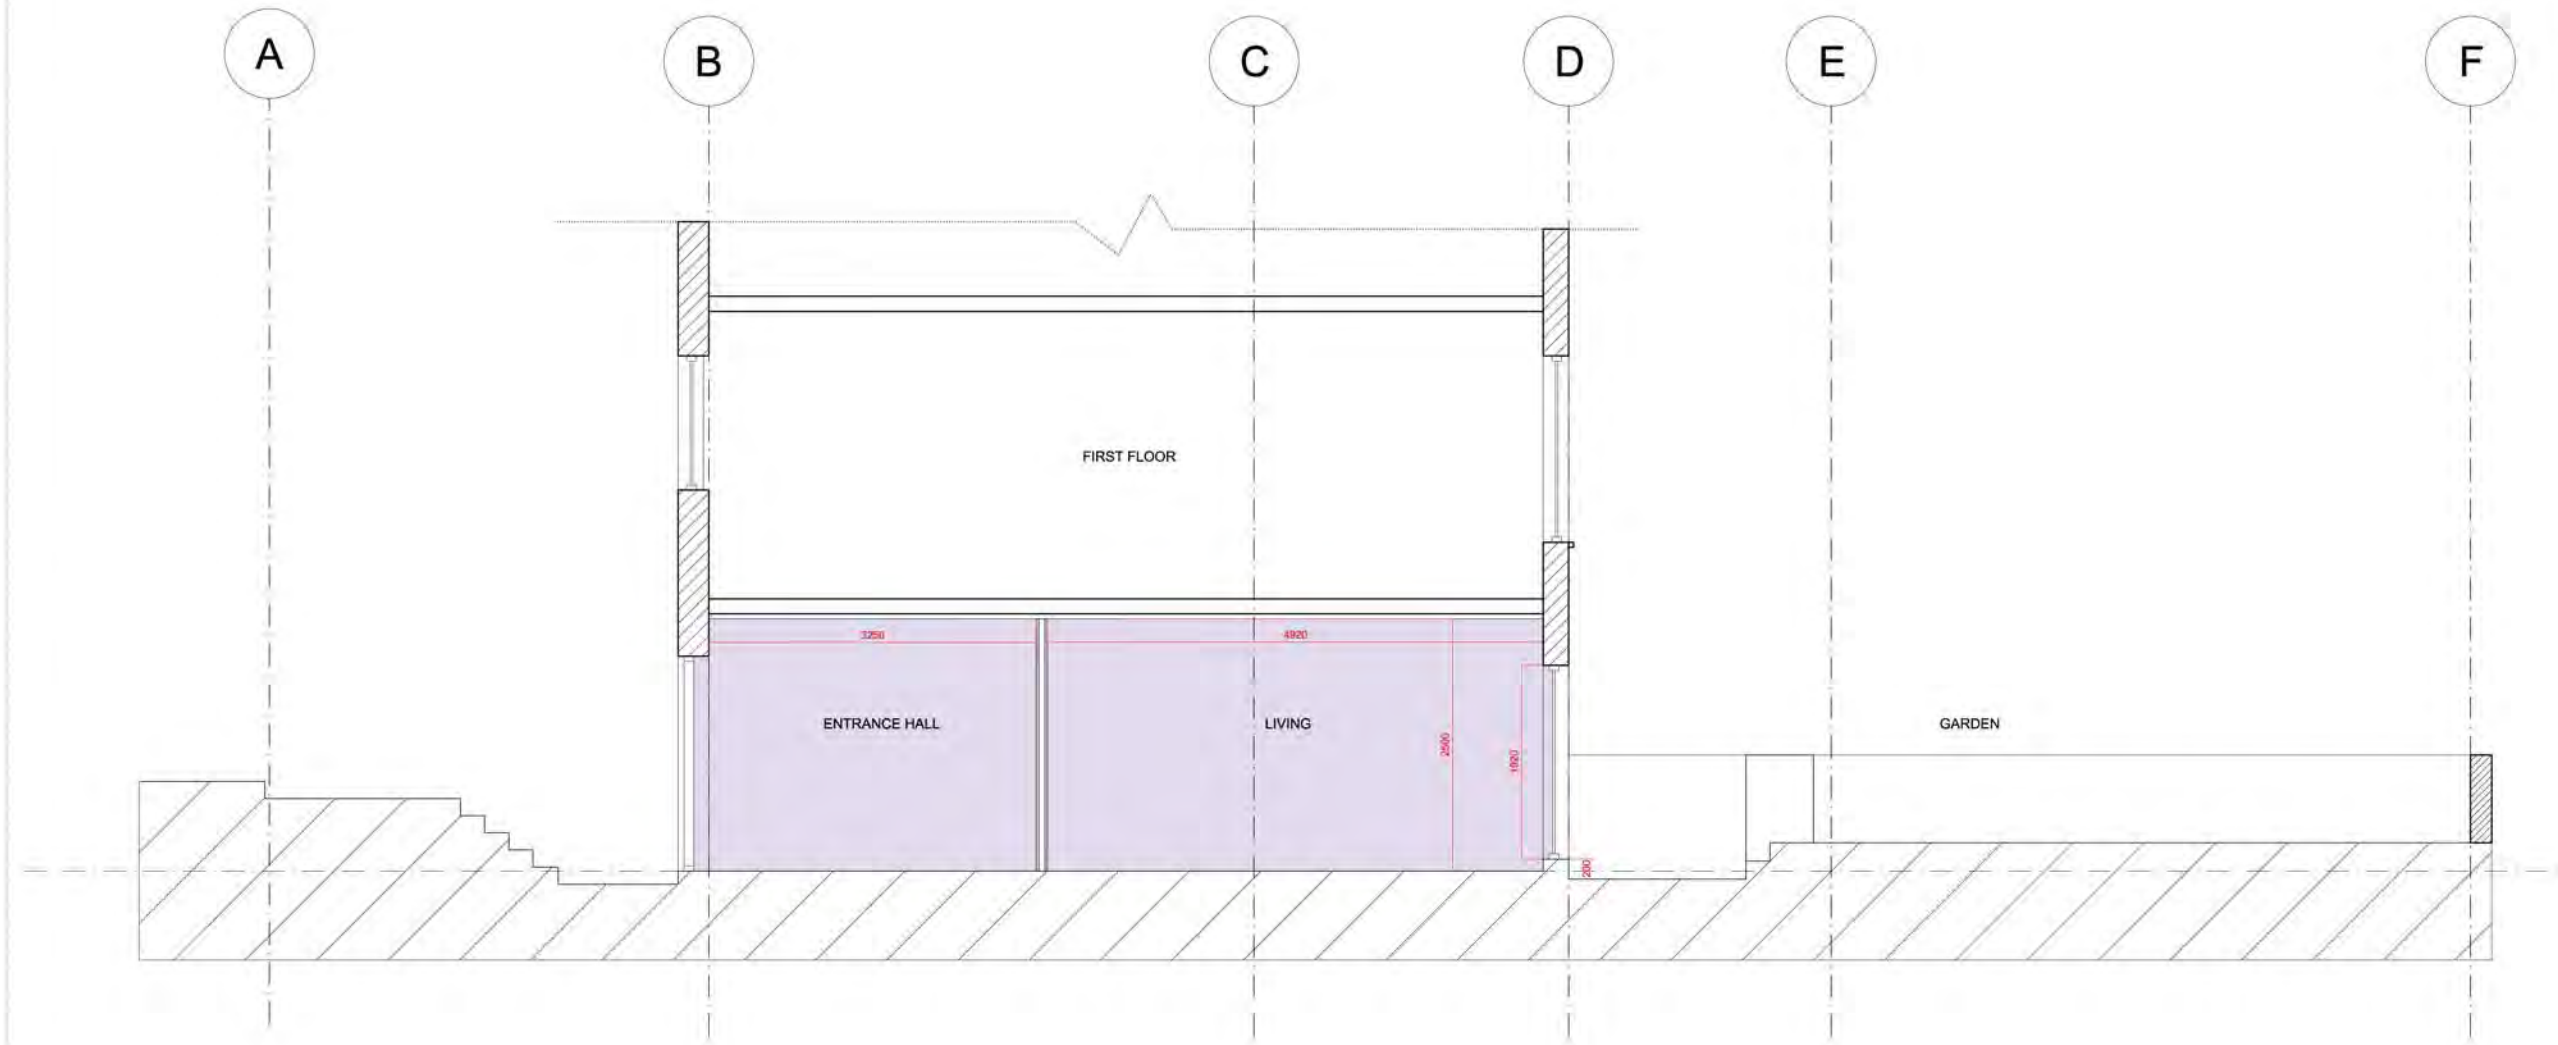 A
B
C
D
E
F
FIRST FLOOR
3250
4920
ENTRANCE HALL
LIVING
2500
1920
GARDEN
200